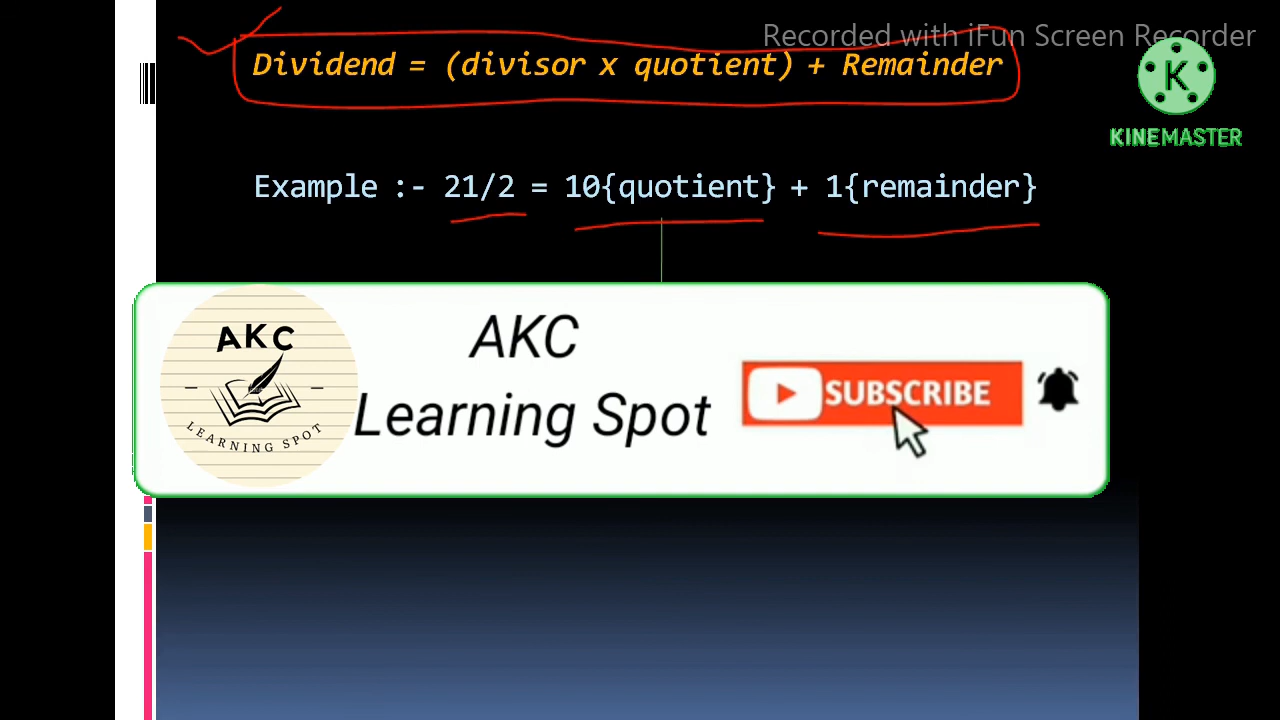 Recorded with iFun Screen Recorder
Dividend = (divisor x quotient) + Remainder
K
KINEMASTER
Example :- 21/2 = 10{quotient} + 1{remainder}
AKC
LEARNING SPOT
AKC
Learning Spot
SUBSCRIBE